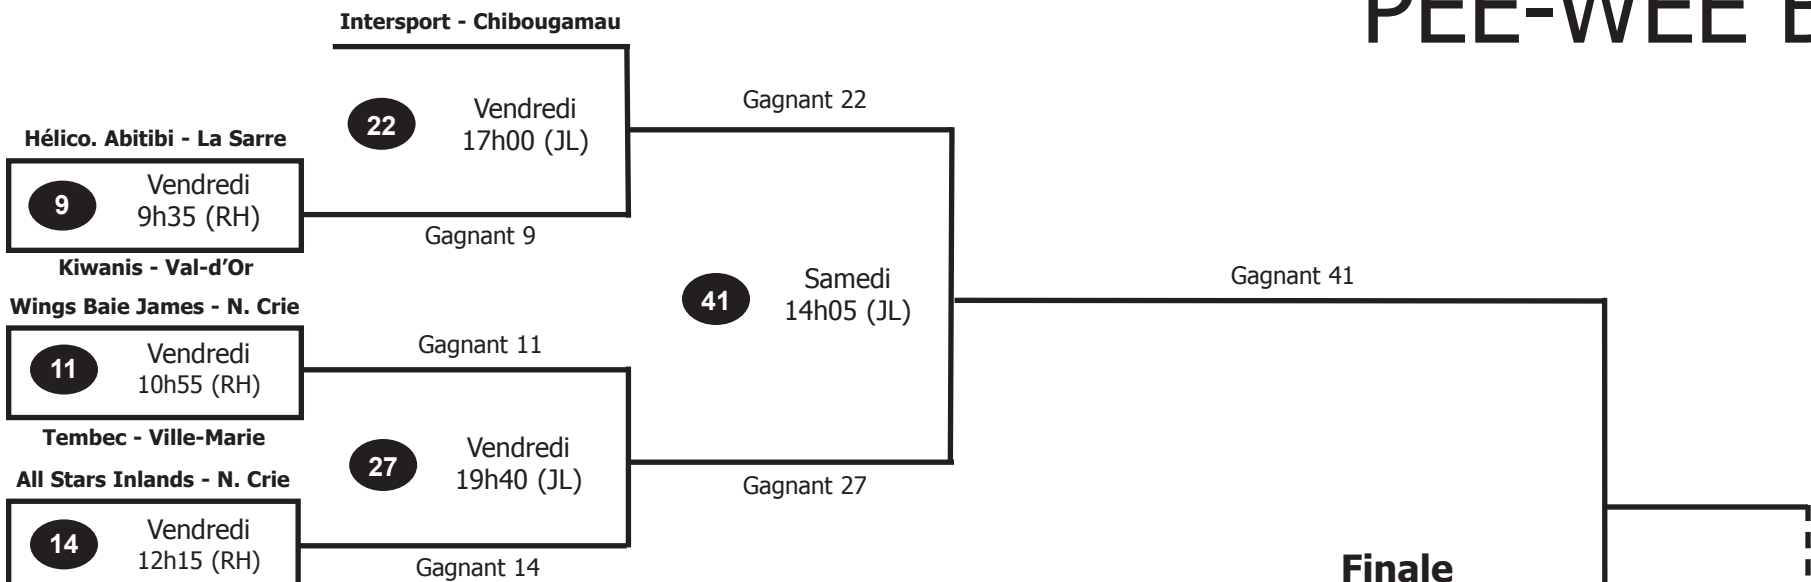 PEE-WEE
Intersport - Chibougamau
22
Vendredi
17h00 (JL)
Gagnant 22
Hélico. Abitibi - La Sarre
9
Vendredi
9h35 (RH)
Gagnant 9
Kiwanis - Val-d’Or
Wings Baie James - N. Crie
11
Vendredi
10h55 (RH)
Gagnant 11
Tembec - Ville-Marie
41
Samedi
14h05 (JL)
Gagnant 41
27
Vendredi
19h40 (JL)
Gagnant 27
All Stars Inlands - N. Crie
14
Vendredi
12h15 (RH)
Gagnant 14
Finale